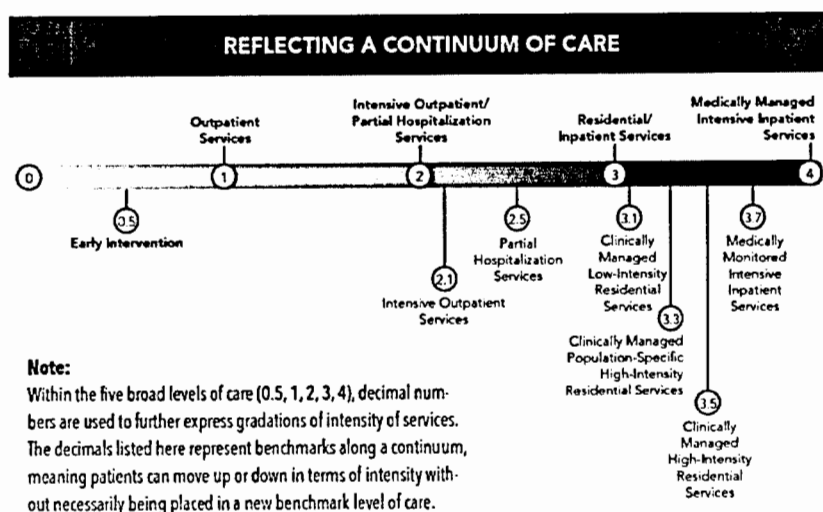 REFLECTING A CONTINUUM OF CARE
Outpatient
Services
Intensive Outpatient/
Partial Hospitalization
Services
Residential/
Inpatient Services
Medically Managed
Intensive Inpatient
Services
0
1
2
3
4
0.5
Early Intervention
2.1
Intensive Outpatient
Services
2.5
Partial
Hospitalization
Services
3.1
Clinically
Managed
Low-Intensity
Residential
Services
3.3
Clinically Managed
Population-Specific
High-Intensity
Residential Services
3.5
Clinically
Managed
High-Intensity
Residential
Services
3.7
Medically
Monitored
Intensive
Inpatient
Services
Note:
Within the five broad levels of care (0.5, 1, 2, 3, 4), decimal num-
bers are used to further express gradations of intensity of services.
The decimals listed here represent benchmarks along a continuum,
meaning patients can move up or down in terms of intensity with-
out necessarily being placed in a new benchmark level of care.